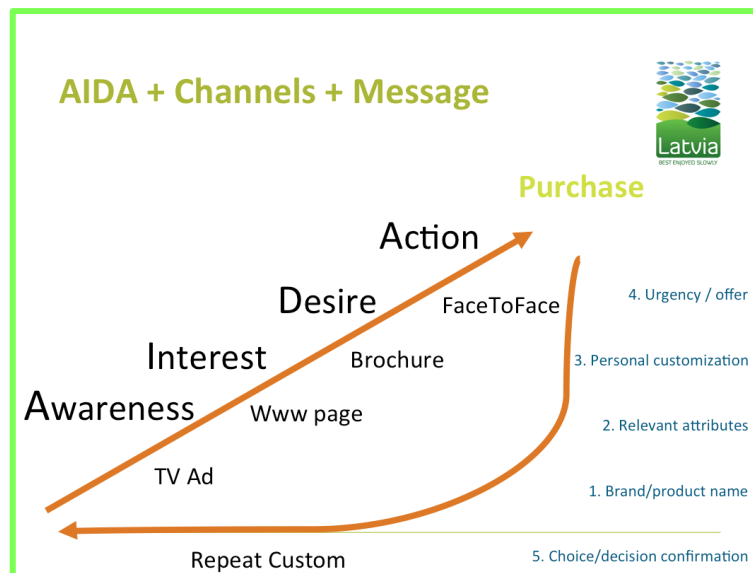 AIDA + Channels + Message
Latvia
BEST ENJOYED SLOWLY
Purchase
Action
4. Urgency / offer
Desire
FaceToFace
Interest
Brochure
3. Personal customization
Awareness
Www page
2. Relevant attributes
TV Ad
1. Brand/product name
Repeat Custom
5. Choice/decision confirmation